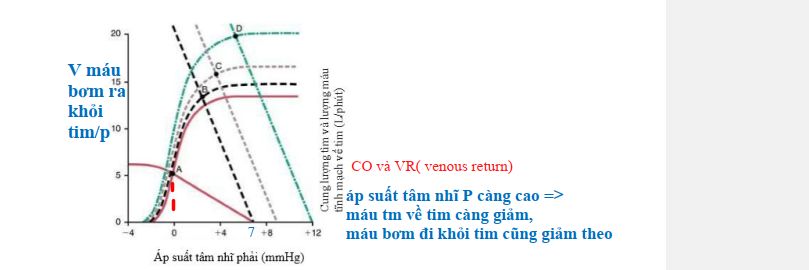 V máu
bơm ra
khỏi
tim/p
20
15
10
5
0
D
C
B
A
Cung lượng tim và lượng máu
tĩnh mạch về tim (L/phút)
-4
0
+4
7
+8
+12
Áp suất tâm nhĩ phải (mmHg)
CO và VR( venous return)
áp suất tâm nhĩ P càng cao =>
máu tm về tim càng giảm,
máu bơm đi khỏi tim cũng giảm theo